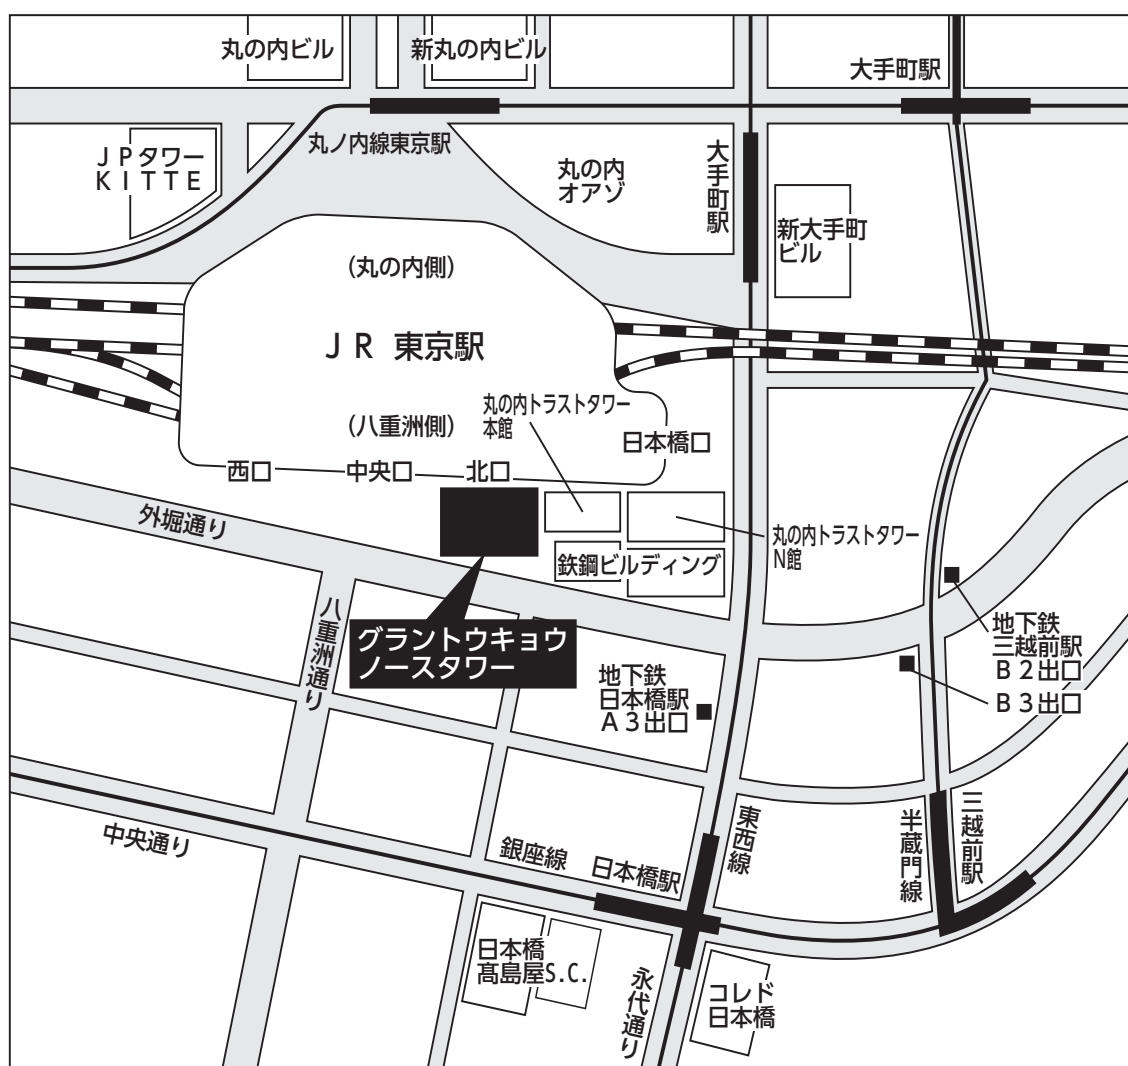 丸の内ビル
新丸の内ビル
大手町駅
丸ノ内線東京駅
JPタワー
KITTE
丸の内
オアゾ
大手町駅
新大手町
ビル
(丸の内側)
JR 東京駅
(八重洲側)
丸の内トラストタワー
本館
日本橋口
西口
中央口
北口
外堀通り
丸の内トラストタワー
N館
鉄鋼ビルディング
八重洲通り
グラントウキョウ
ノースタワー
地下鉄
日本橋駅
A3出口
地下鉄
三越前駅
B2出口
B3出口
中央通り
銀座線
日本橋駅
東西線
半蔵門線
三越前駅
日本橋
髙島屋S.C.
永代通り
コレド
日本橋